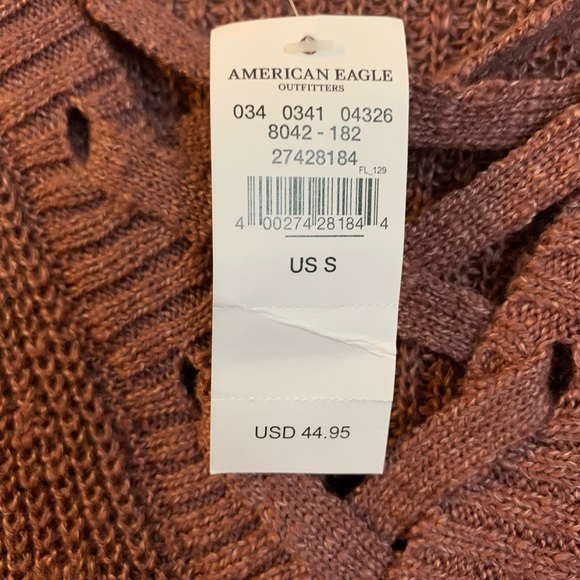 AMERICAN EAGLE
OUTFITTERS
034 0341 04326
8042 - 182
27428184
FL_129
4 00274 28184 4
US S
USD 44.95